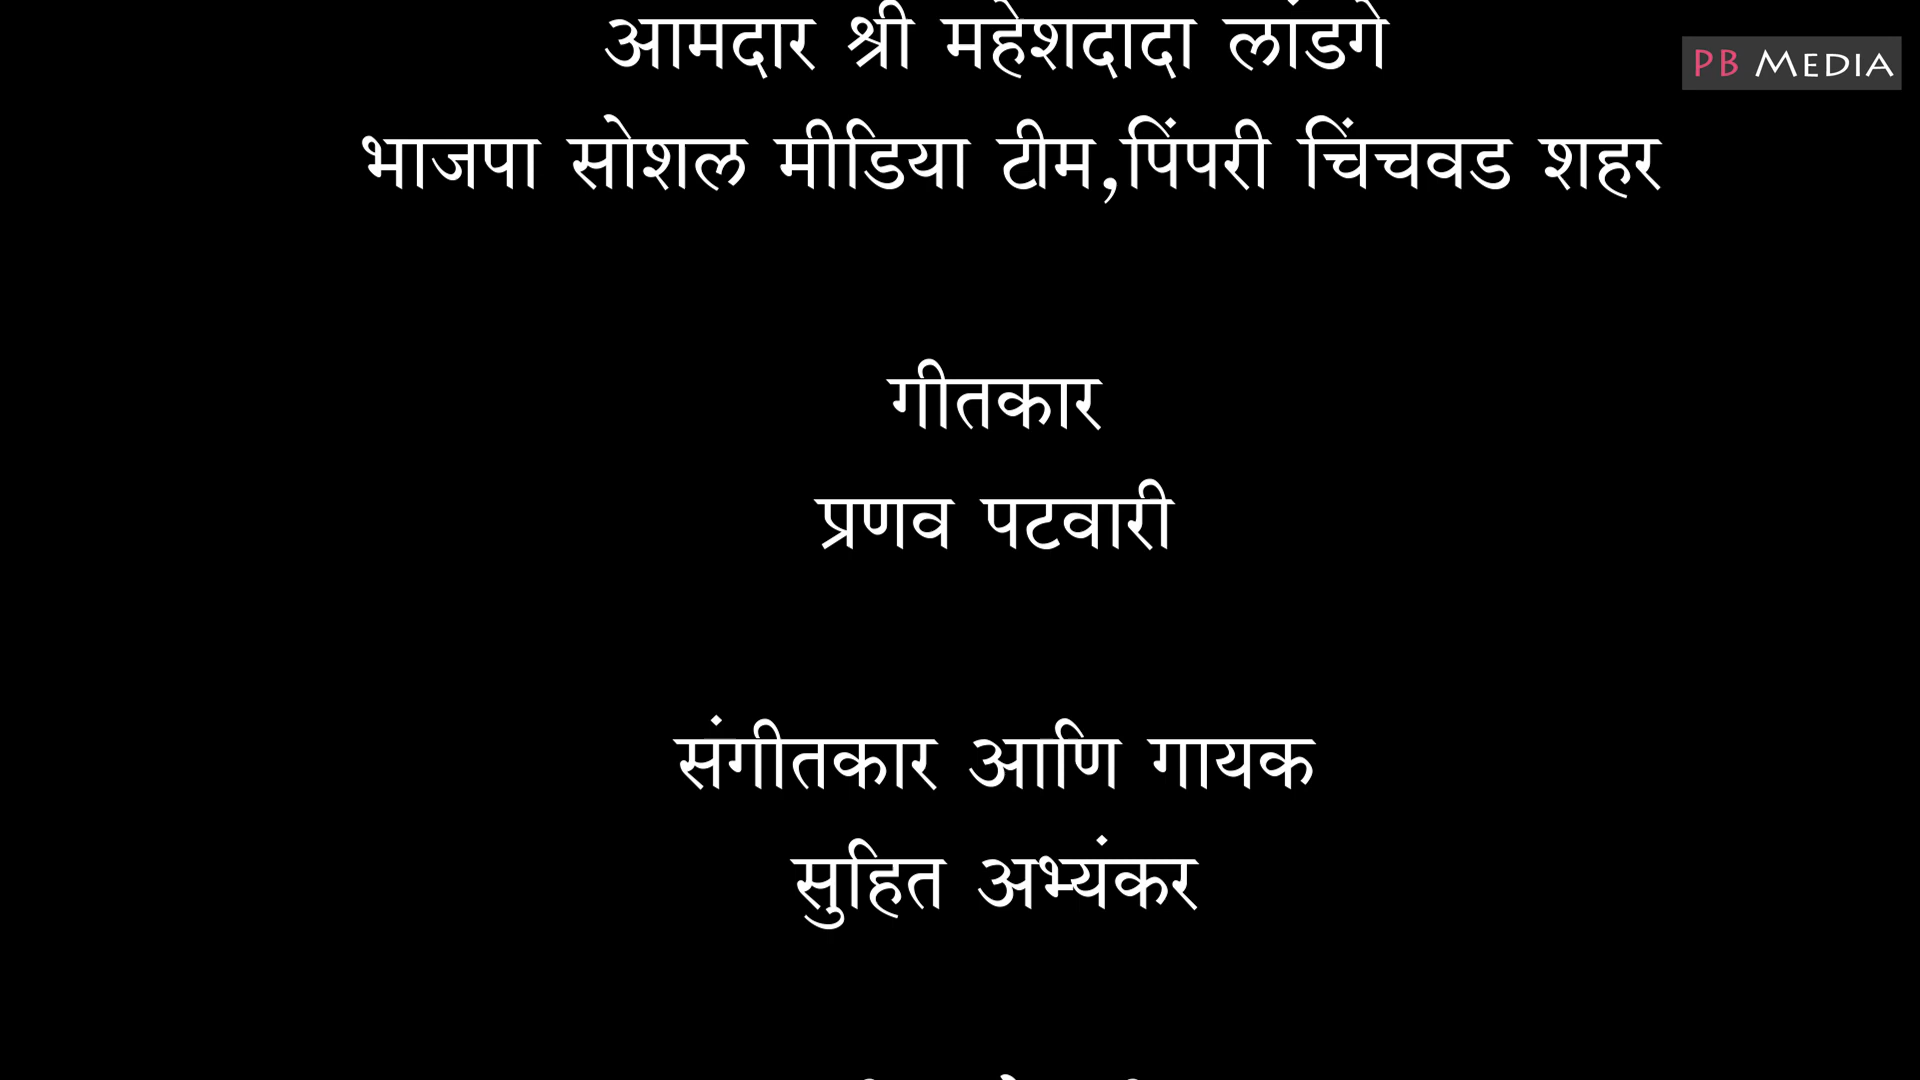 आमदार श्री महेशदादा लांडगे
PB MEDIA
भाजपा सोशल मीडिया टीम,पिंपरी चिंचवड शहर
गीतकार
प्रणव पटवारी
संगीतकार आणि गायक
सुहित अभ्यंकर